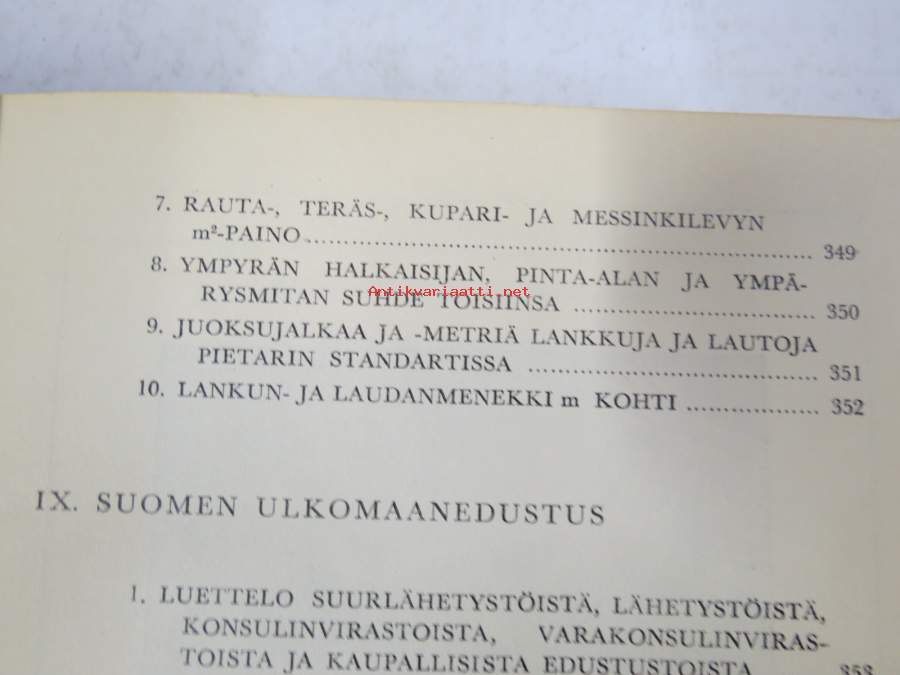 7. RAUTA-, TERÄS-, KUPARI- JA MESSINKILEVYN
m²-PAINO.......................................................................... 349
8. YMPYRÄN HALKAISIJAN, PINTA-ALAN JA YMPÄ-
RYSMITAN SUHDE TOISIINSA ................................... 350
Antikvariaatti.net
9. JUOKSUJALKAA JA -METRIÄ LANKKUJA JA LAUTOJA
PIETARIN STANDARTISSA .......................................... 351
10. LANKUN- JA LAUDANMENEKKI m KOHTI ................... 352
IX. SUOMEN ULKOMAANEDUSTUS
1. LUETTELO SUURLÄHETYSTÖISTÄ, LÄHETYSTÖISTÄ,
KONSULINVIRASTOISTA, VARAKONSULINVIRAS-
TOISTA JA KAUPALLISISTA EDUSTUSTOISTA ......... 353